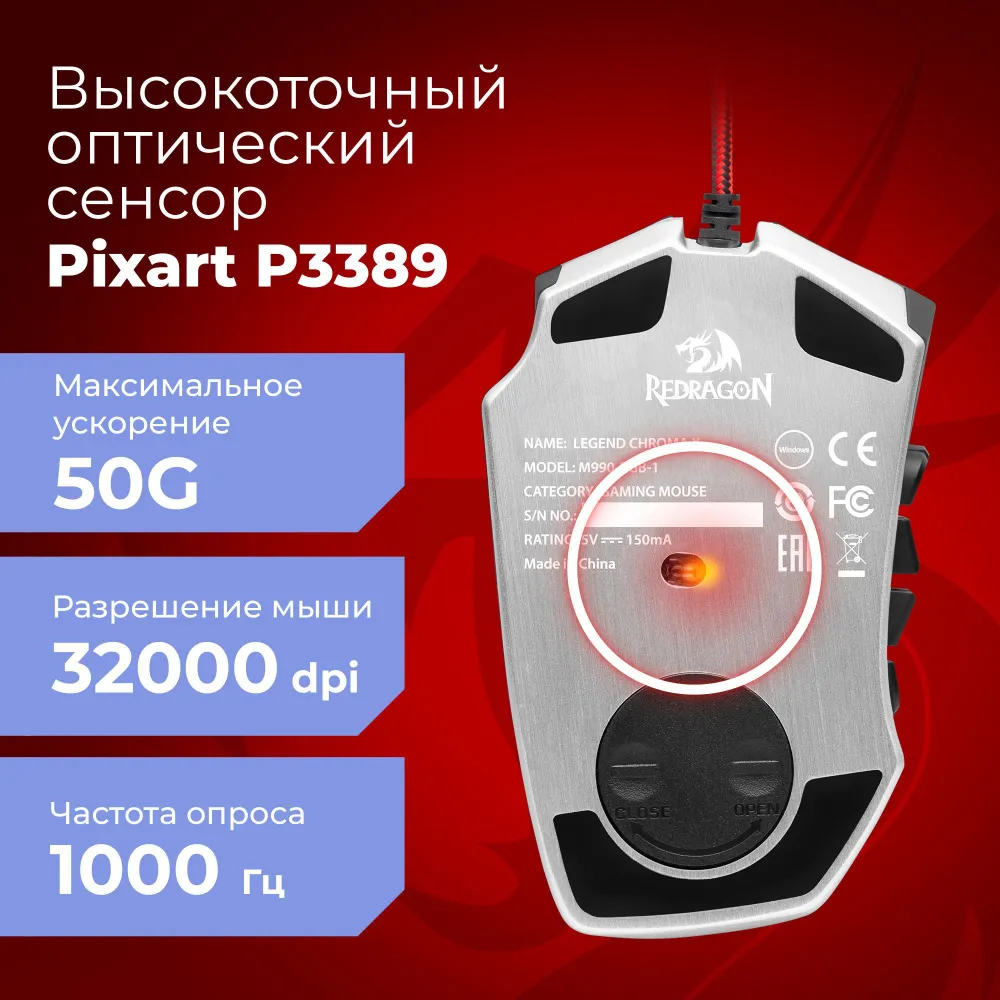 Высокоточный
оптический
сенсор
Pixart P3389
Максимальное
ускорение
50G
Разрешение мыши
32000 dpi
Частота опроса
1000 Гц
REDRAGON
NAME: LEGEND CHROMA
MODEL: M990
CATEGORY: GAMING MOUSE
S/N NO.:
RATING: 5V 150mA
Made in China
Windows
CE
FC
EAC
CLOSE
OPEN